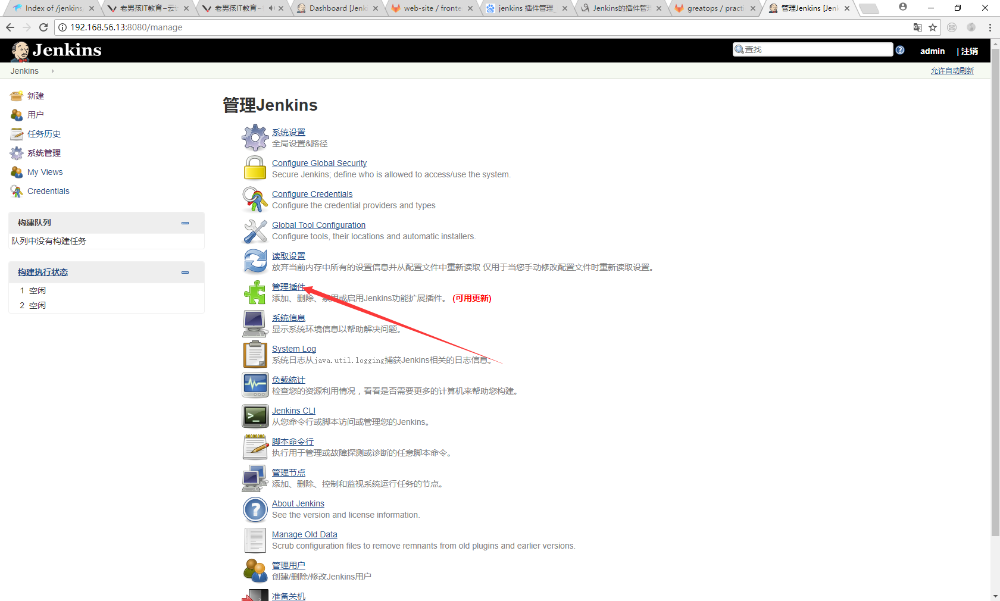 Index of /jenkins
老男孩IT教育–云
老男孩IT教育–
Dashboard [Jenk
web-site / fronte
jenkins 插件管理_
Jenkins的插件管
greatops / practi
管理Jenkins [Jenk
192.168.56.13:8080/manage
Jenkins
查找
admin
| 注销
Jenkins
允许自动刷新
新建
用户
任务历史
系统管理
My Views
Credentials
构建队列
队列中没有构建任务
构建执行状态
1 空闲
2 空闲
管理Jenkins
系统设置
全局设置&路径
Configure Global Security
Secure Jenkins; define who is allowed to access/use the system.
Configure Credentials
Configure the credential providers and types
Global Tool Configuration
Configure tools, their locations and automatic installers.
读取设置
放弃当前内存中所有的设置信息并从配置文件中重新读取 仅用于当您手动修改配置文件时重新读取设置。
管理插件
添加、删除、禁用或启用Jenkins功能扩展插件。 (可用更新)
系统信息
显示系统环境信息以帮助解决问题。
System Log
系统日志从java.util.logging捕获Jenkins相关的日志信息。
负载统计
检查您的资源利用情况，看看是否需要更多的计算机来帮助您构建。
Jenkins CLI
从您命令行或脚本访问或管理您的Jenkins。
脚本命令行
执行用于管理或故障探测或诊断的任意脚本命令。
管理节点
添加、删除、控制和监视系统运行任务的节点。
About Jenkins
See the version and license information.
Manage Old Data
Scrub configuration files to remove remnants from old plugins and earlier versions.
管理用户
创建/删除/修改Jenkins用户
准备关机